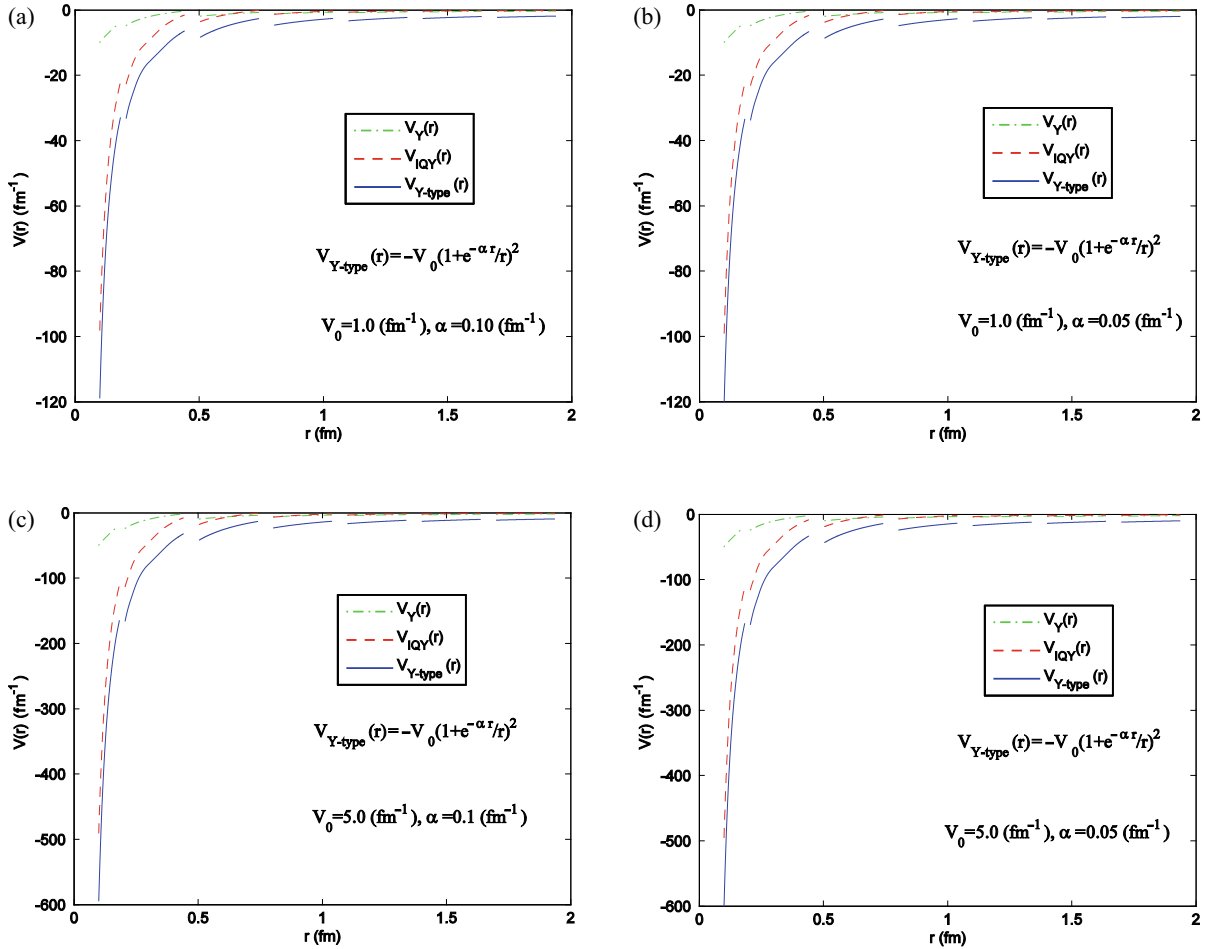 (a)
0
-20
-40
-60
-80
-100
-120
V(r) (fm⁻¹)
V_Y(r)
V_IQY(r)
V_Y-type(r)
V_Y-type(r)=−V_0(1+e^−αr/r)²
V_0=1.0 (fm⁻¹), α=0.10 (fm⁻¹)
0 0.5 1 1.5 2
r (fm)
(b)
0
-20
-40
-60
-80
-100
-120
V(r) (fm⁻¹)
V_Y(r)
V_IQY(r)
V_Y-type(r)
V_Y-type(r)=−V_0(1+e^−αr/r)²
V_0=1.0 (fm⁻¹), α=0.05 (fm⁻¹)
0 0.5 1 1.5 2
r (fm)
(c)
0
-100
-200
-300
-400
-500
-600
V(r) (fm⁻¹)
V_Y(r)
V_IQY(r)
V_Y-type(r)
V_Y-type(r)=−V_0(1+e^−αr/r)²
V_0=5.0 (fm⁻¹), α=0.1 (fm⁻¹)
0 0.5 1 1.5 2
r (fm)
(d)
0
-100
-200
-300
-400
-500
-600
V(r) (fm⁻¹)
V_Y(r)
V_IQY(r)
V_Y-type(r)
V_Y-type(r)=−V_0(1+e^−αr/r)²
V_0=5.0 (fm⁻¹), α=0.05 (fm⁻¹)
0 0.5 1 1.5 2
r (fm)